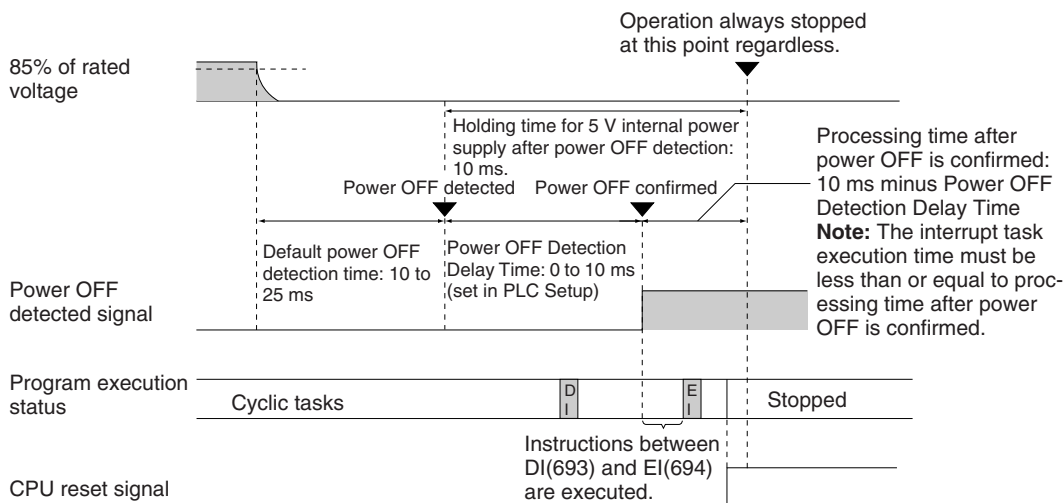 Operation always stopped
at this point regardless.
85% of rated
voltage
Holding time for 5 V internal power
supply after power OFF detection:
10 ms.
Processing time after
power OFF is confirmed:
10 ms minus Power OFF
Detection Delay Time
Note: The interrupt task
execution time must be
less than or equal to proc-
essing time after power
OFF is confirmed.
Power OFF detected
Power OFF confirmed
Default power OFF
detection time: 10 to
25 ms
Power OFF Detection
Delay Time: 0 to 10 ms
(set in PLC Setup)
Power OFF
detected signal
Program execution
status
Cyclic tasks
D
I
E
I
Stopped
Instructions between
DI(693) and EI(694)
are executed.
CPU reset signal